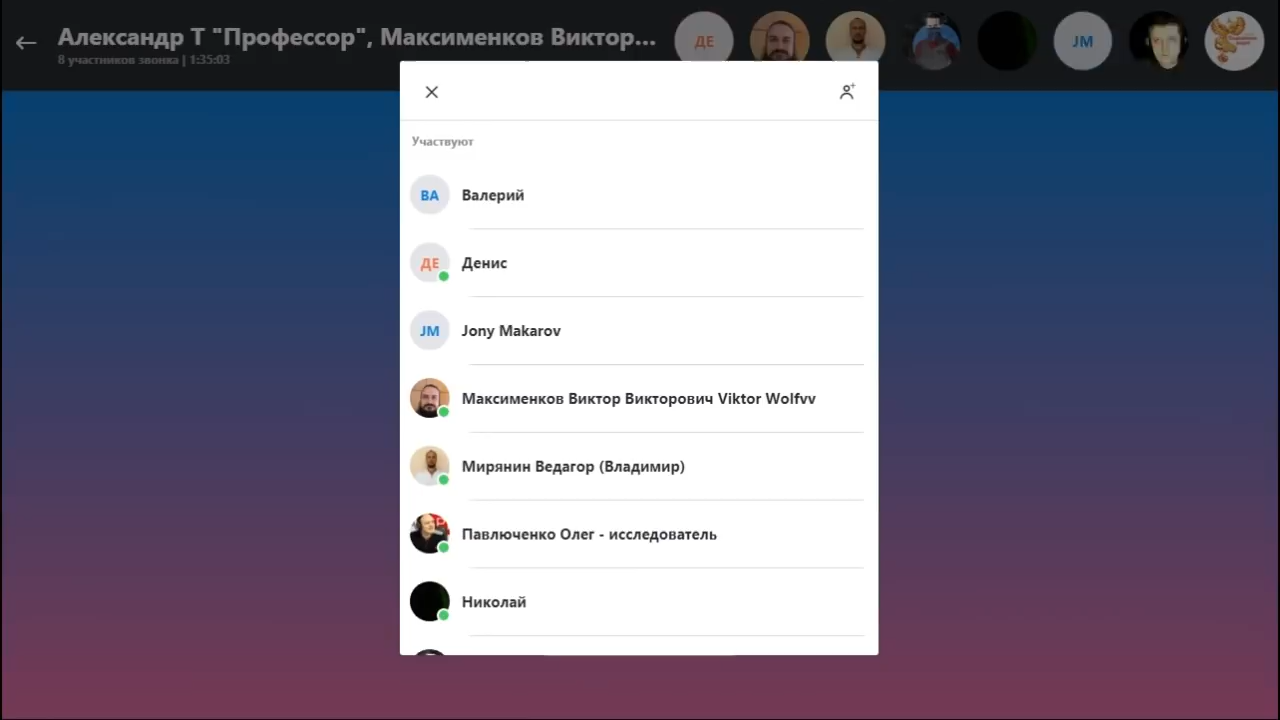 Александр Т "Профессор", Максименков Виктор...
8 участников звонка | 1:35:03
ДЕ
JM
Участвуют
ВА Валерий
ДЕ Денис
JM Jony Makarov
Максименков Виктор Викторович Viktor Wolfvv
Мирянин Ведагор (Владимир)
Павлюченко Олег - исследователь
Николай